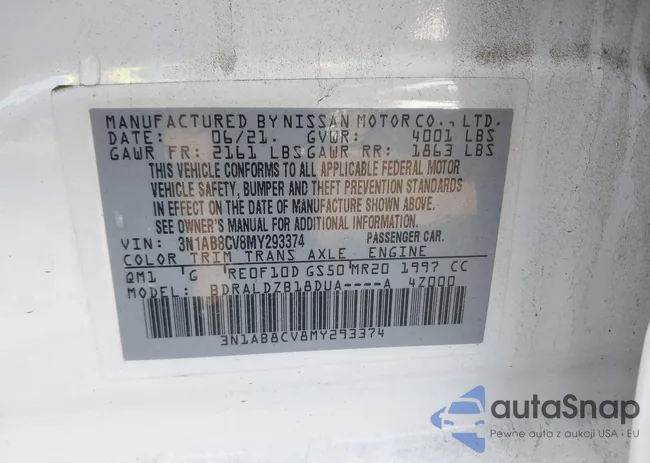 MANUFACTURED BY NISSAN MOTOR CO., LTD.
DATE: 06/21. GVWR: 4001 LBS
GAWR FR: 2161 LBS GAWR RR: 1863 LBS
THIS VEHICLE CONFORMS TO ALL APPLICABLE FEDERAL MOTOR
VEHICLE SAFETY, BUMPER AND THEFT PREVENTION STANDARDS
IN EFFECT ON THE DATE OF MANUFACTURE SHOWN ABOVE.
SEE OWNER'S MANUAL FOR ADDITIONAL INFORMATION.
VIN: 3N1AB8CV8MY293374 PASSENGER CAR.
COLOR TRIM TRANS AXLE ENGINE
QM1 'G RE0F10D GS50 MR20 1997 CC
MODEL: BDRALDZB18DUA----A 4Z000
3N1AB8CV8MY293374
autoSnap
Pewne auto z aukcji USA i EU